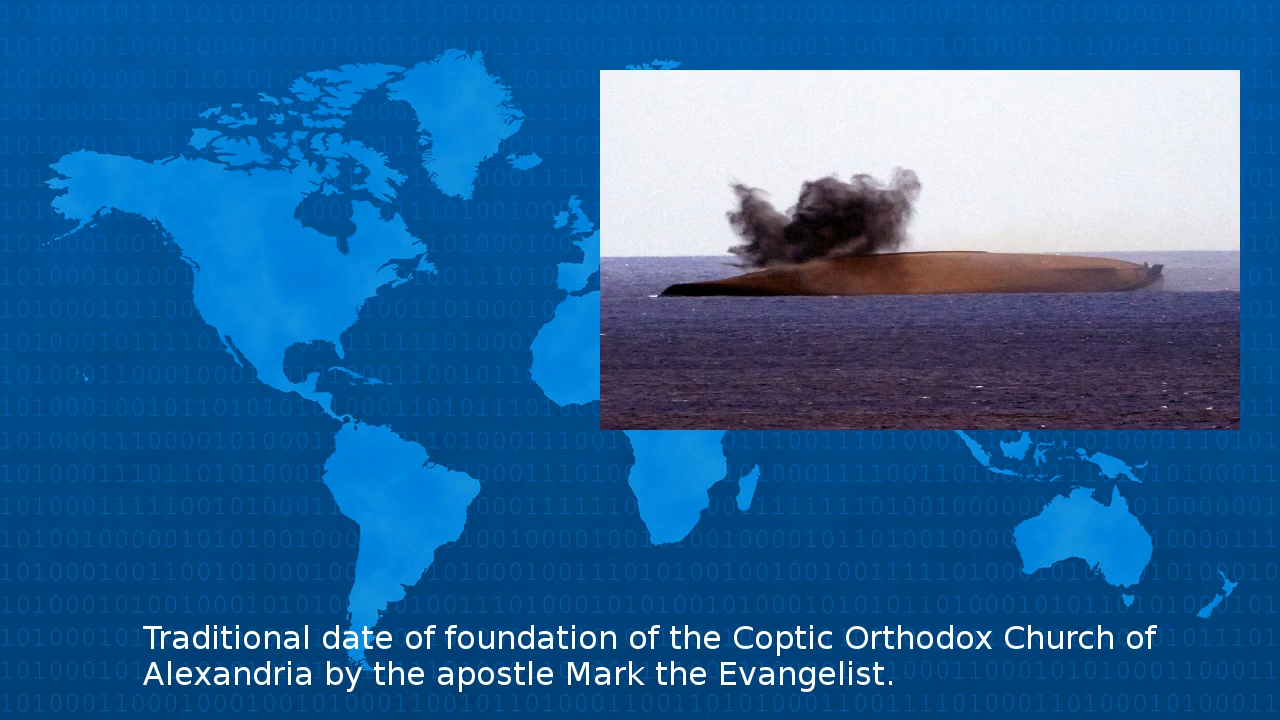 Traditional date of foundation of the Coptic Orthodox Church of
Alexandria by the apostle Mark the Evangelist.